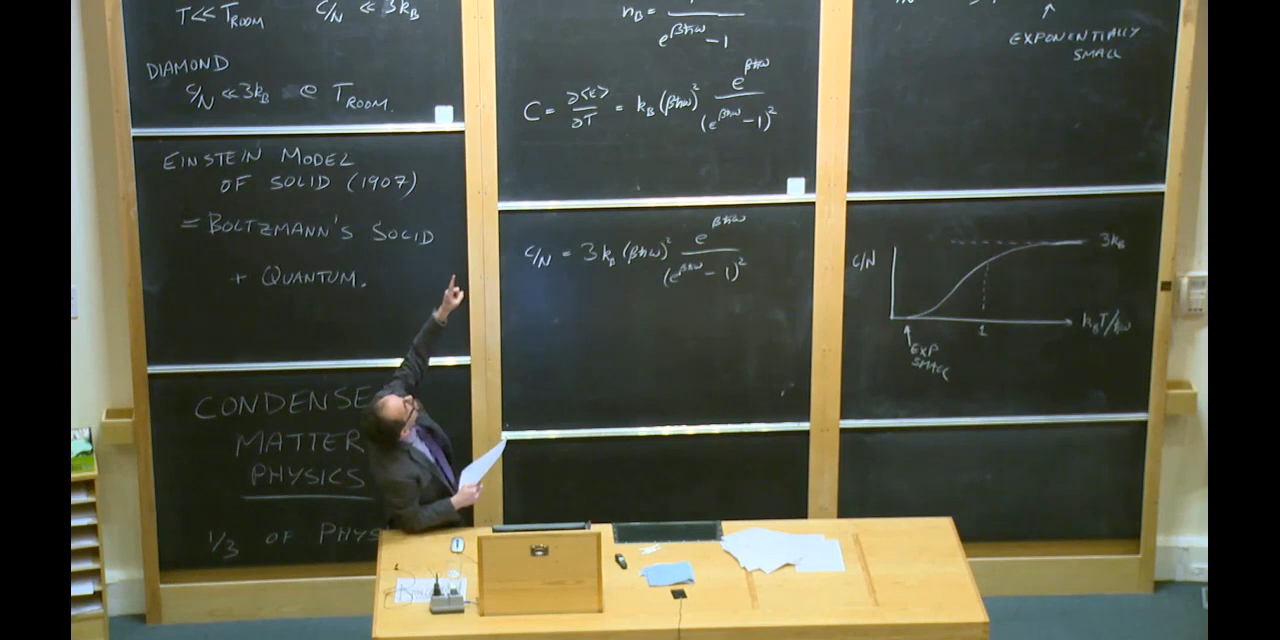 T ≪ T_ROOM C/N ≪ 3k_B
DIAMOND
C/N ≪ 3k_B @ T_ROOM.
EINSTEIN MODEL
OF SOLID (1907)
= BOLTZMANN'S SOLID
+ QUANTUM.
CONDENSE
MATTER
PHYSICS
1/3 OF PHYS
n_B = 1/(e^{βħω} - 1)
C = ∂⟨E⟩/∂T = k_B (βħω)^2 e^{βħω}/(e^{βħω} - 1)^2
C/N = 3k_B (βħω)^2 e^{βħω}/(e^{βħω} - 1)^2
↑
EXPONENTIALLY
SMALL
C/N 3k_B
1 k_B T/ħω
↑
EXP
SMALL